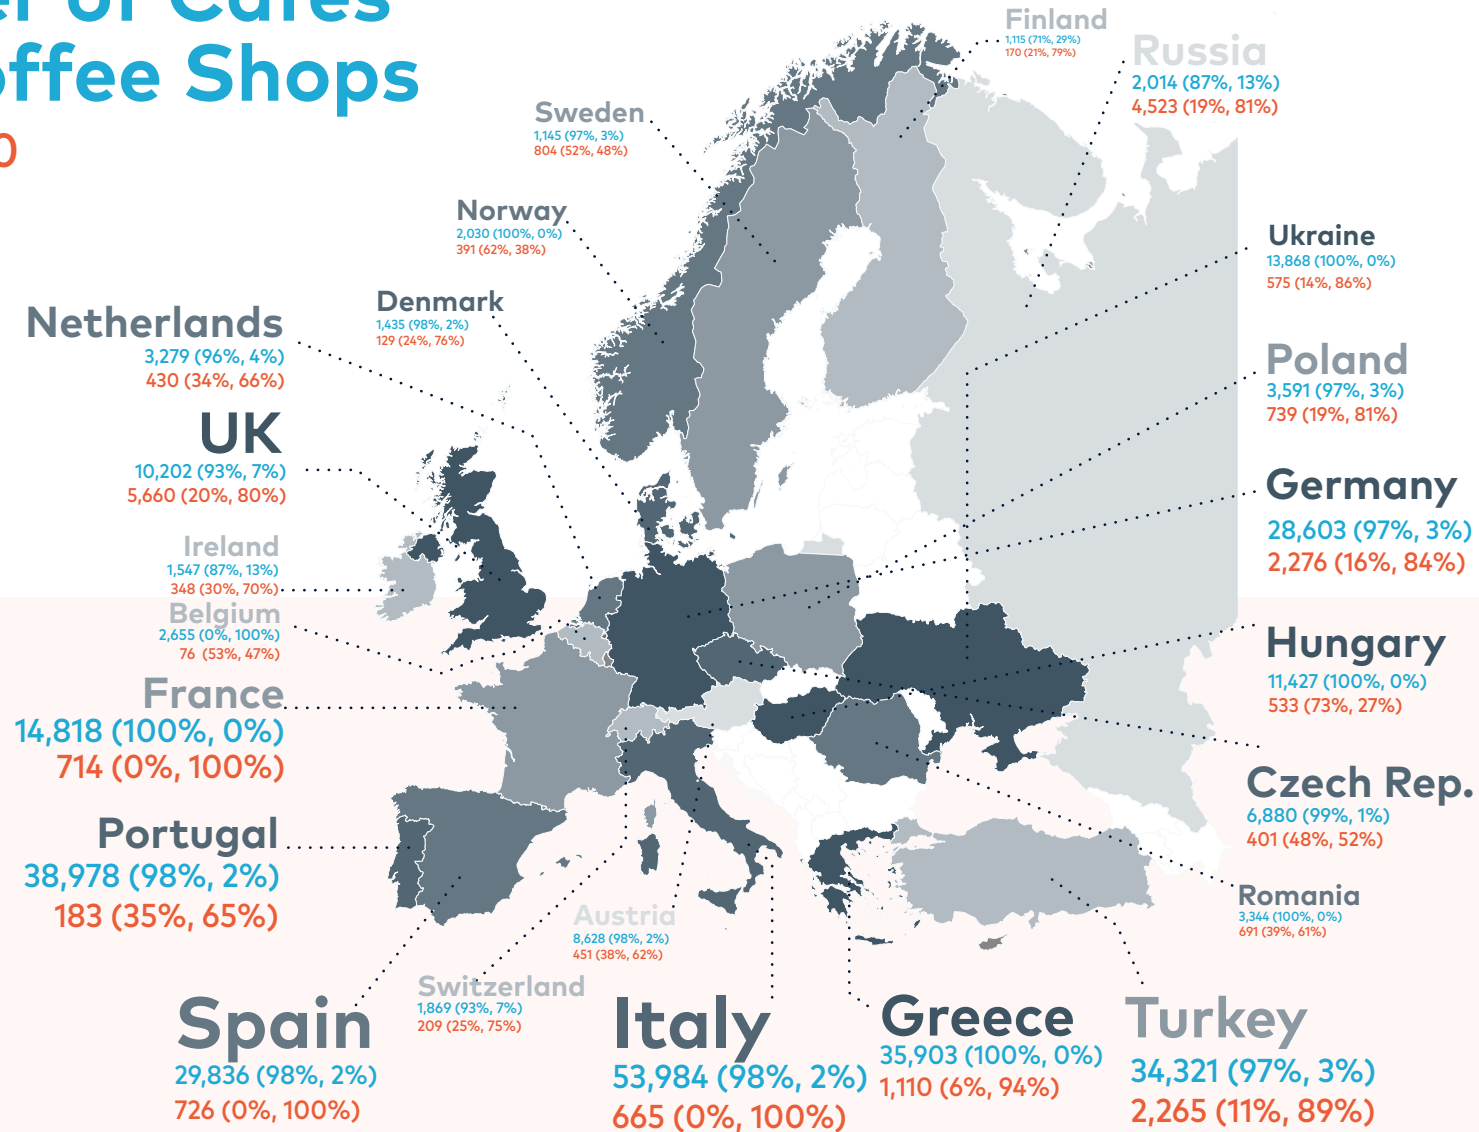 Coffee Shops
0
Finland
1,115 (71%, 29%)
170 (21%, 79%)
Russia
2,014 (87%, 13%)
4,523 (19%, 81%)
Sweden
1,145 (97%, 3%)
804 (52%, 48%)
Norway
2,030 (100%, 0%)
391 (62%, 38%)
Ukraine
13,868 (100%, 0%)
575 (14%, 86%)
Denmark
1,435 (98%, 2%)
129 (24%, 76%)
Netherlands
3,279 (96%, 4%)
430 (34%, 66%)
Poland
3,591 (97%, 3%)
739 (19%, 81%)
UK
10,202 (93%, 7%)
5,660 (20%, 80%)
Germany
28,603 (97%, 3%)
2,276 (16%, 84%)
Ireland
1,547 (87%, 13%)
348 (30%, 70%)
Belgium
2,655 (0%, 100%)
76 (53%, 47%)
Hungary
11,427 (100%, 0%)
533 (73%, 27%)
France
14,818 (100%, 0%)
714 (0%, 100%)
Czech Rep.
6,880 (99%, 1%)
401 (48%, 52%)
Portugal
38,978 (98%, 2%)
183 (35%, 65%)
Romania
3,344 (100%, 0%)
691 (39%, 61%)
Austria
8,628 (98%, 2%)
451 (38%, 62%)
Switzerland
1,869 (93%, 7%)
209 (25%, 75%)
Spain
29,836 (98%, 2%)
726 (0%, 100%)
Italy
53,984 (98%, 2%)
665 (0%, 100%)
Greece
35,903 (100%, 0%)
1,110 (6%, 94%)
Turkey
34,321 (97%, 3%)
2,265 (11%, 89%)